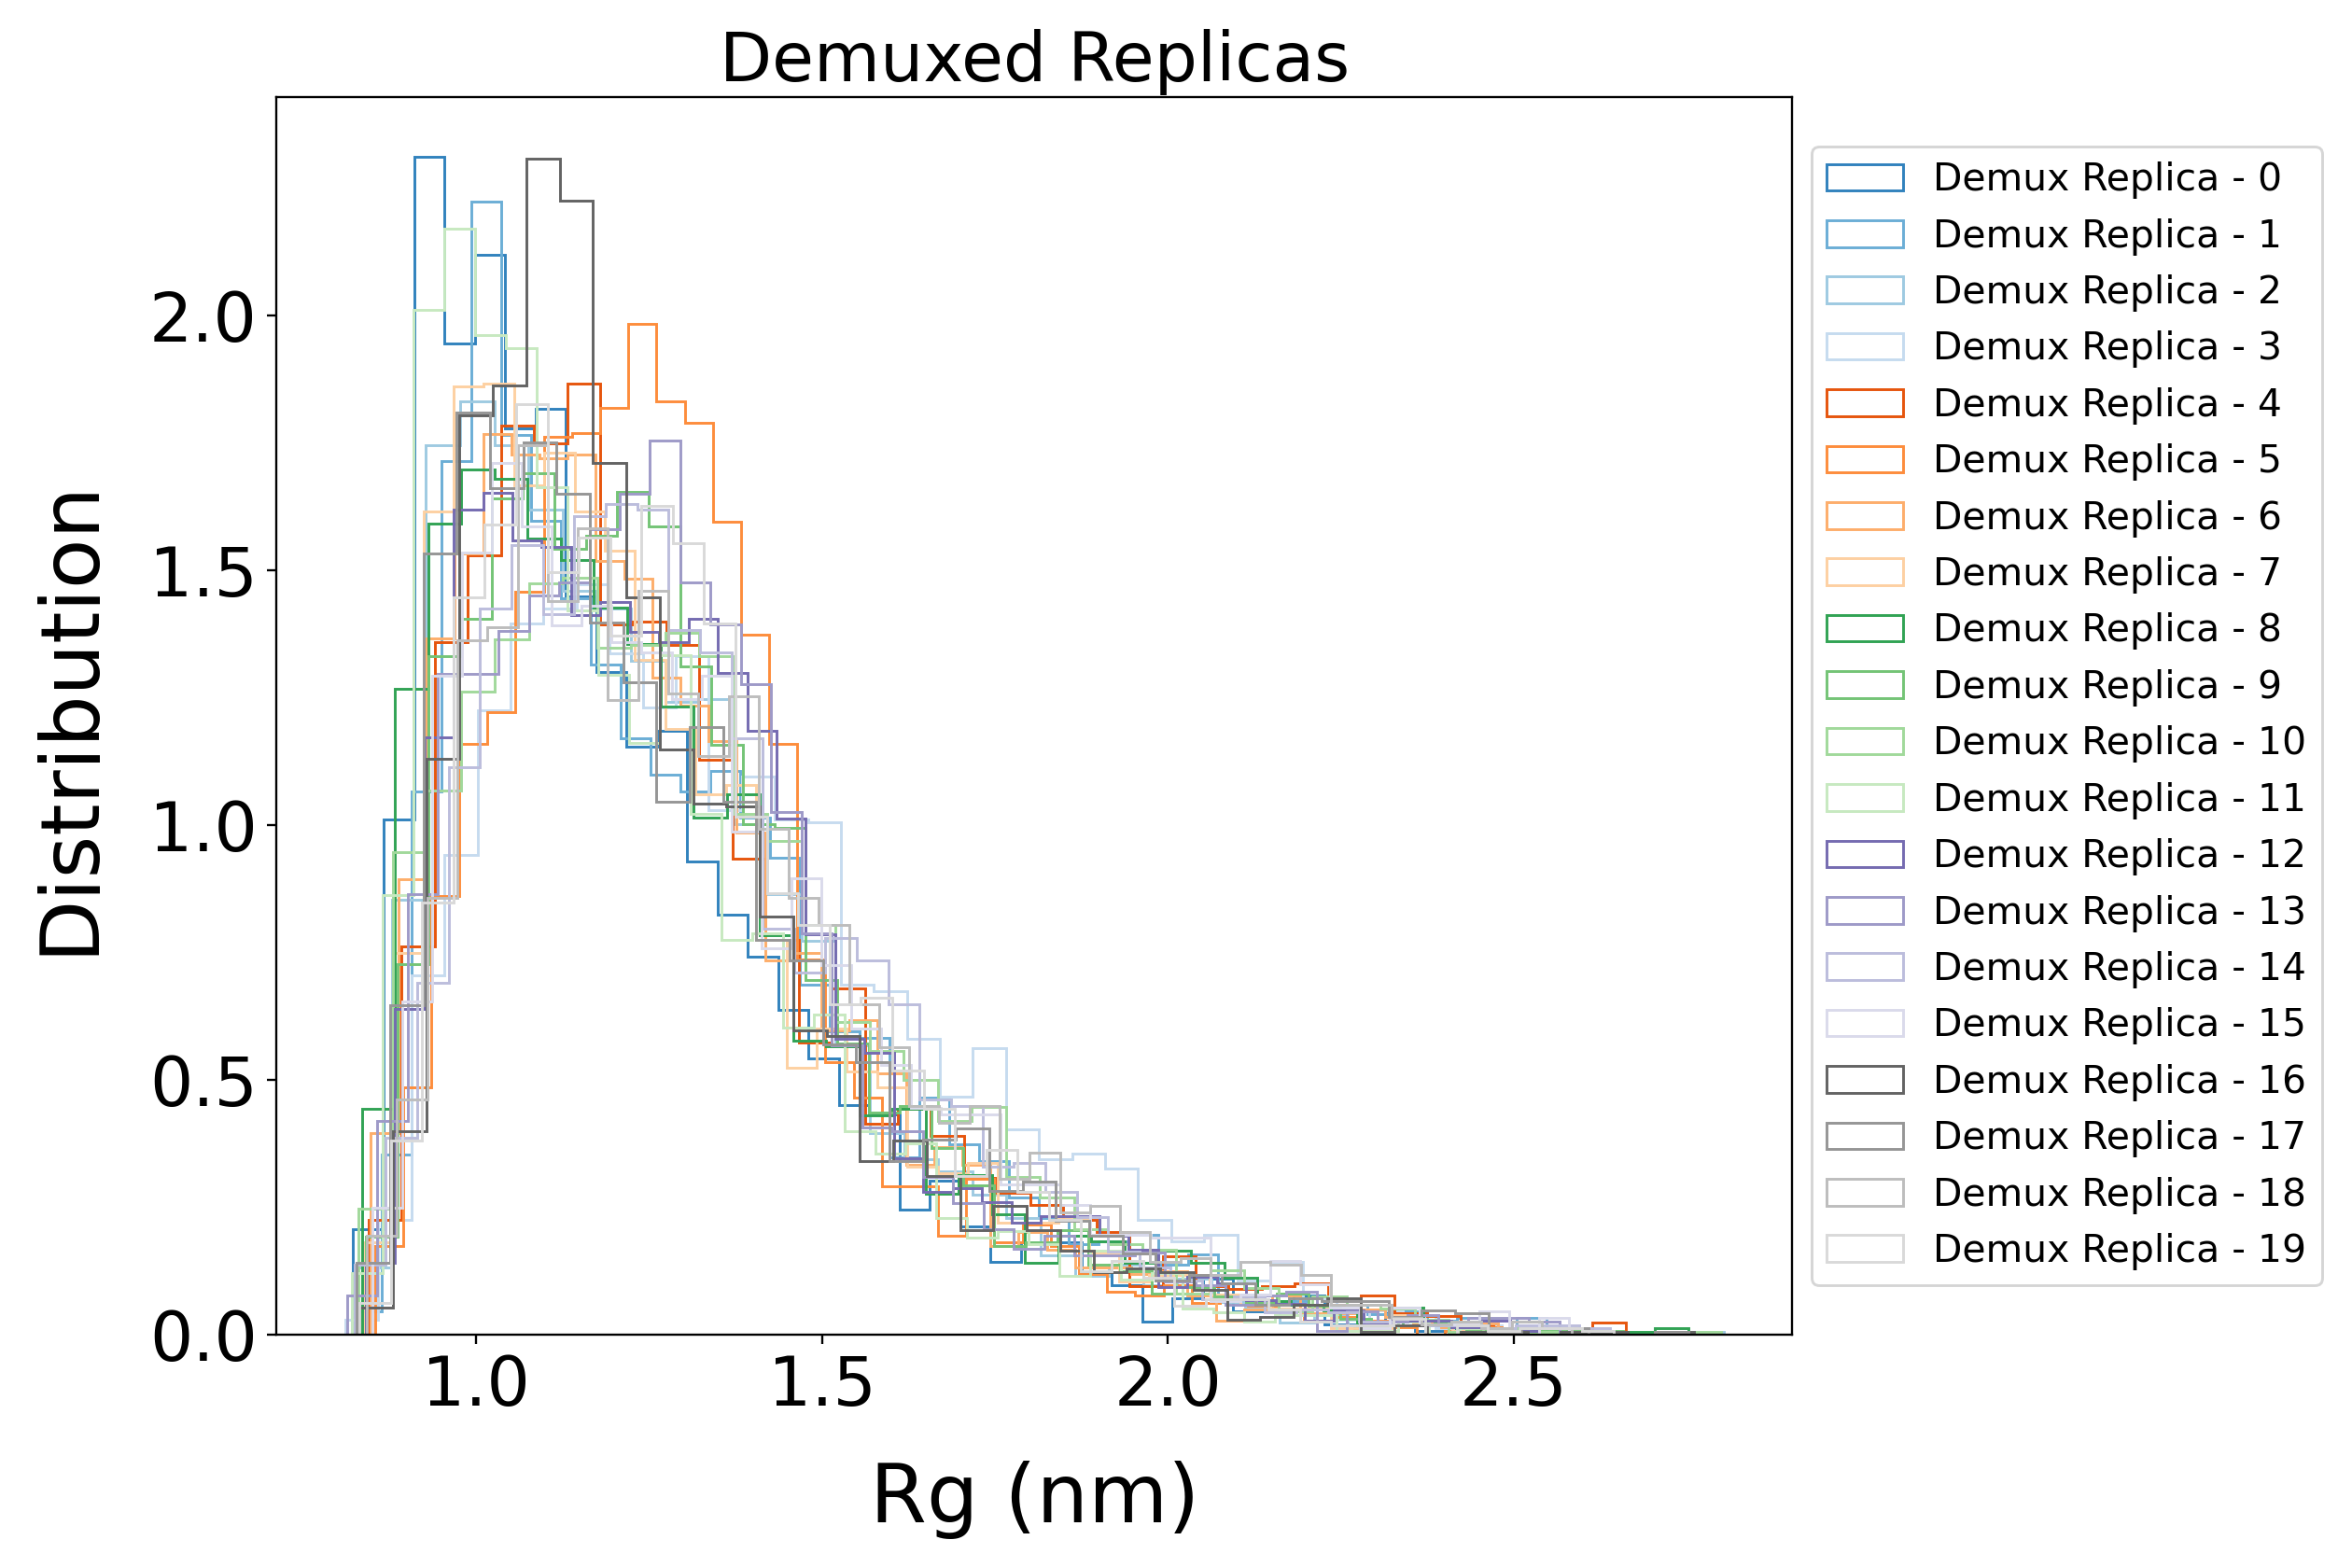 Demuxed Replicas
Distribution
2.0
1.5
1.0
0.5
0.0
1.0
1.5
2.0
2.5
Rg (nm)
Demux Replica - 0
Demux Replica - 1
Demux Replica - 2
Demux Replica - 3
Demux Replica - 4
Demux Replica - 5
Demux Replica - 6
Demux Replica - 7
Demux Replica - 8
Demux Replica - 9
Demux Replica - 10
Demux Replica - 11
Demux Replica - 12
Demux Replica - 13
Demux Replica - 14
Demux Replica - 15
Demux Replica - 16
Demux Replica - 17
Demux Replica - 18
Demux Replica - 19